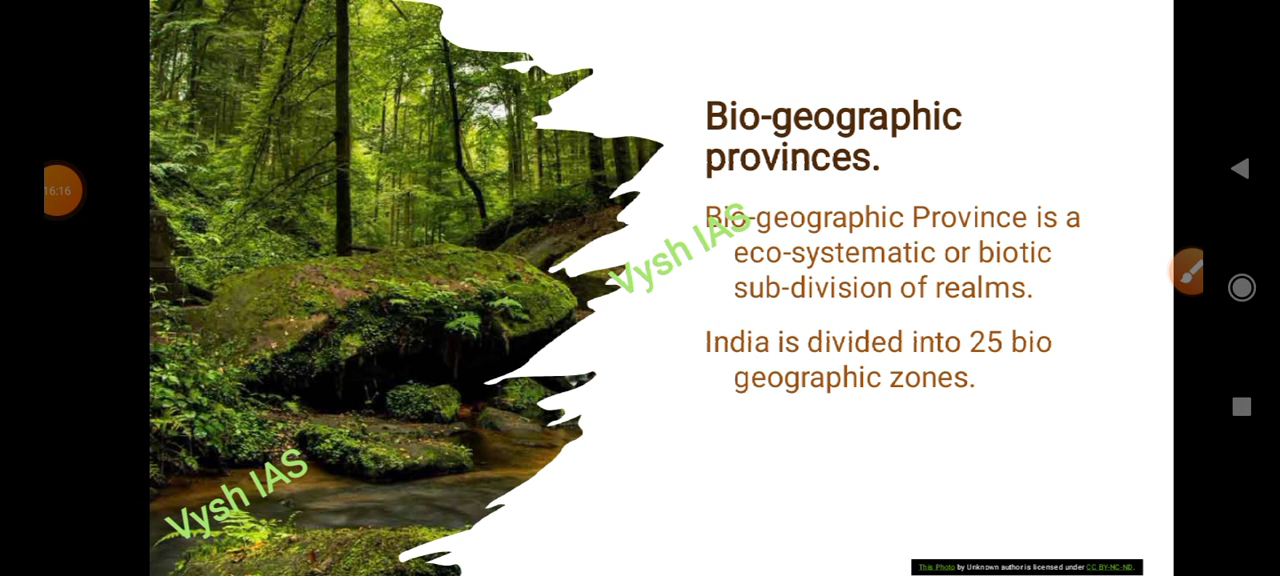 16:16
Bio-geographic
provinces.
Bio-geographic Province is a
eco-systematic or biotic
sub-division of realms.
India is divided into 25 bio
geographic zones.
Vysh IAS
Vysh IAS
This Photo by Unknown author is licensed under CC BY-NC-ND.